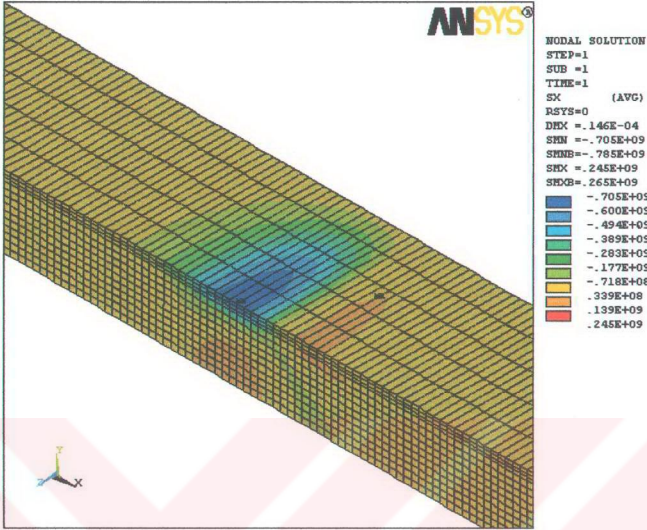 ANSYS®
NODAL SOLUTION
STEP=1
SUB =1
TIME=1
SX (AVG)
RSYS=0
DMX =.146E-04
SMN =-.705E+09
SMNB=-.785E+09
SMX =.245E+09
SMXB=.265E+09
-.705E+09
-.600E+09
-.494E+09
-.389E+09
-.283E+09
-.177E+09
-.718E+08
.339E+08
.139E+09
.245E+09
Y
Z X